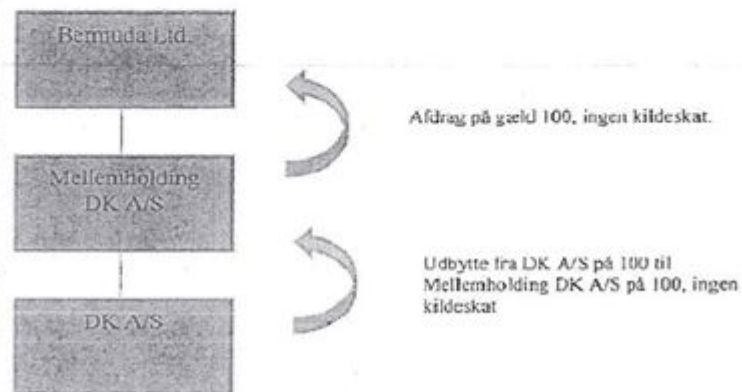 Bermuda Ltd.
Afdrag på gæld 100, ingen kildeskat.
Mellemholding
DK A/S
Udbytte fra DK A/S på 100 til
Mellemholding DK A/S på 100, ingen
kildeskat
DK A/S